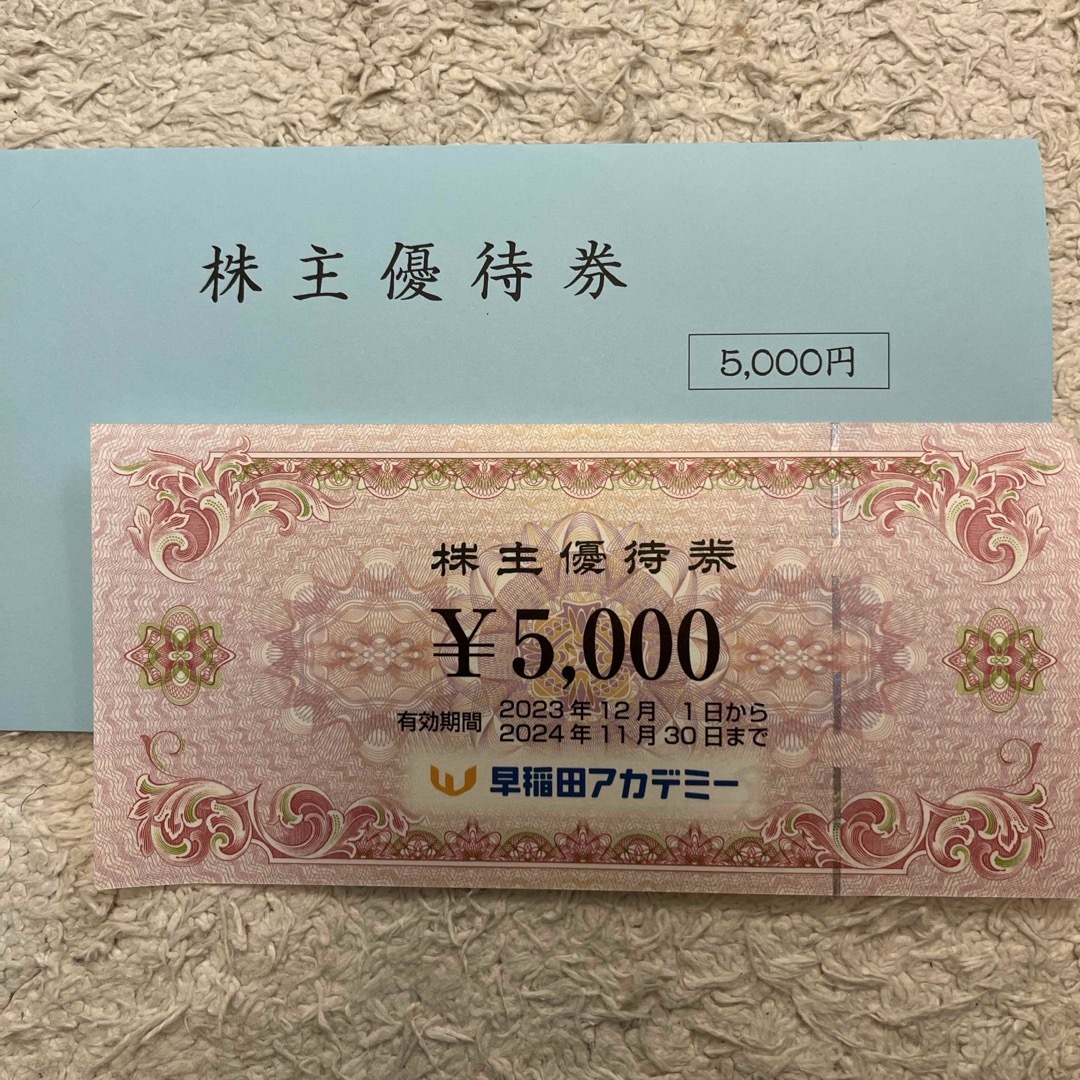 株主優待券
5,000円
株主優待券
¥5,000
有効期間 2023年12月 1日から
2024年11月30日まで
早稲田アカデミー